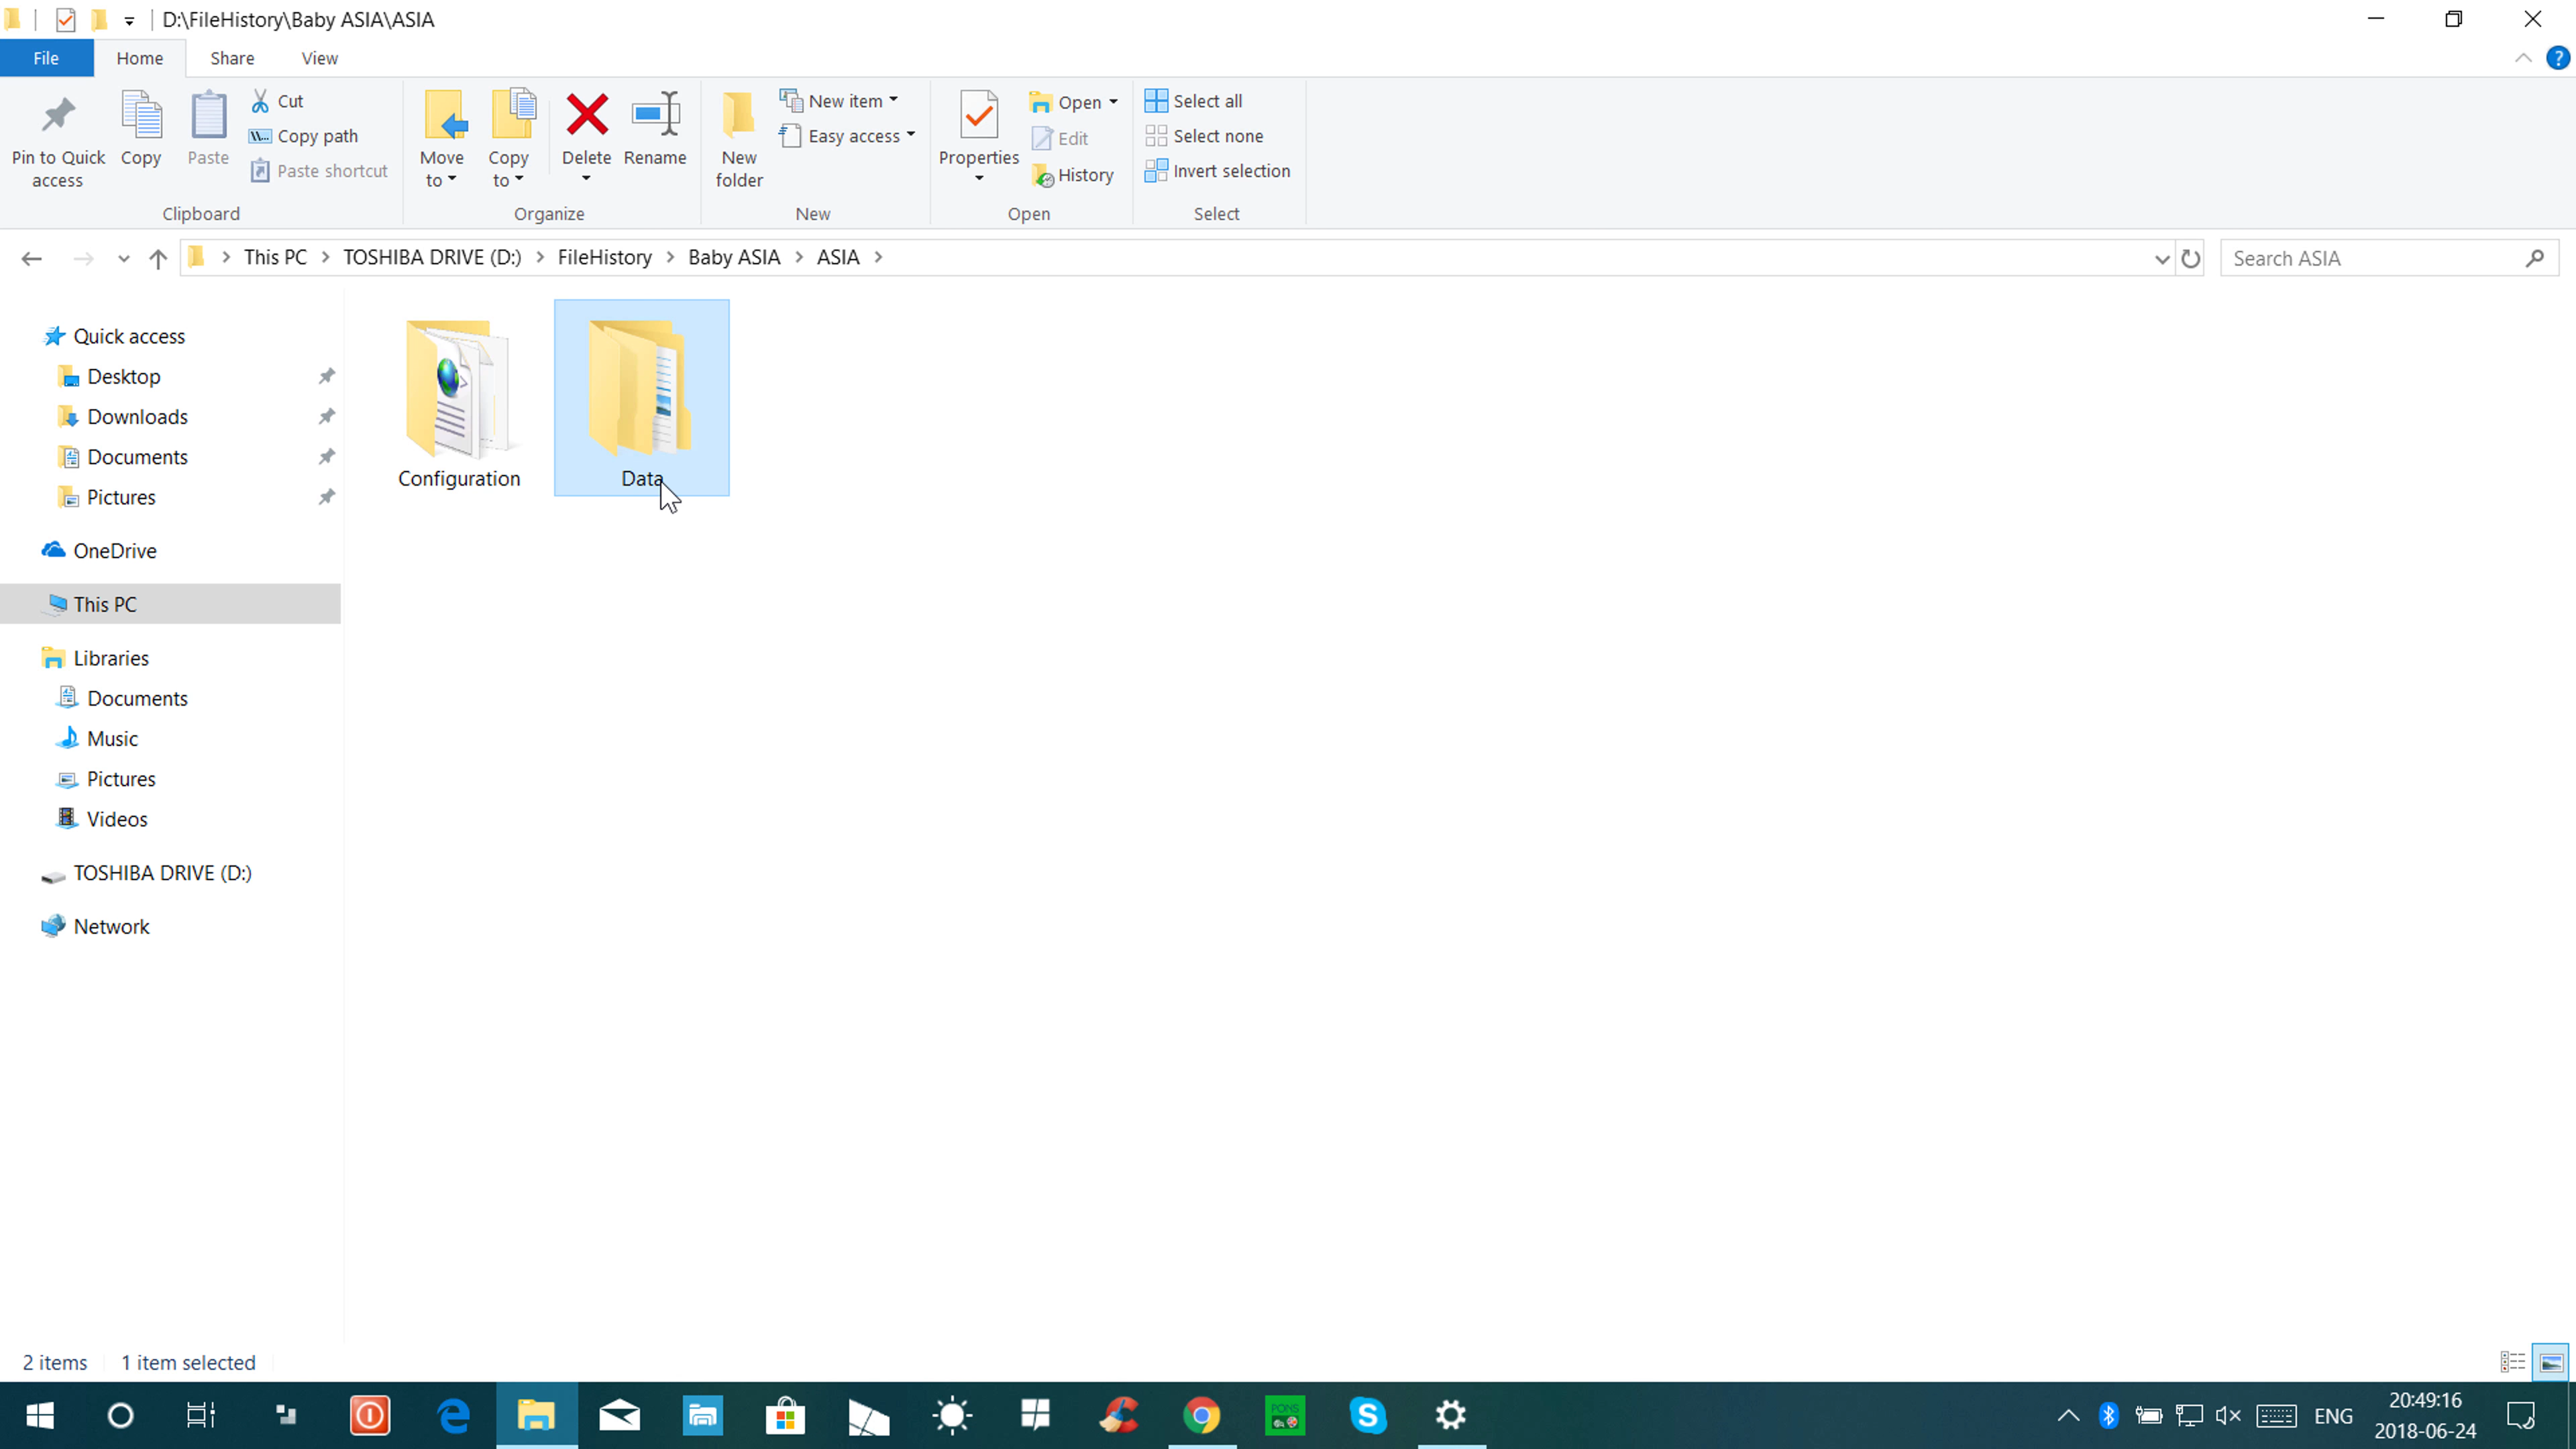 D:\FileHistory\Baby ASIA\ASIA
File Home Share View
Pin to Quick access
Copy
Paste
Cut
Copy path
Paste shortcut
Clipboard
Move to
Copy to
Delete
Rename
Organize
New folder
New item
Easy access
New
Properties
Open
Edit
History
Open
Select all
Select none
Invert selection
Select
This PC > TOSHIBA DRIVE (D:) > FileHistory > Baby ASIA > ASIA >
Search ASIA
Quick access
Desktop
Downloads
Documents
Pictures
OneDrive
This PC
Libraries
Documents
Music
Pictures
Videos
TOSHIBA DRIVE (D:)
Network
Configuration
Data
2 items 1 item selected
PONS
ENG
20:49:16
2018-06-24